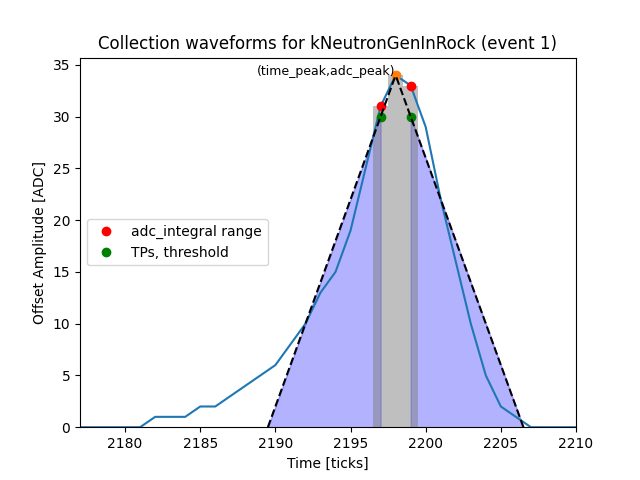 Collection waveforms for kNeutronGenInRock (event 1)
(time_peak,adc_peak)
adc_integral range
TPs, threshold
Offset Amplitude [ADC]
35
30
25
20
15
10
5
0
2180 2185 2190 2195 2200 2205 2210
Time [ticks]